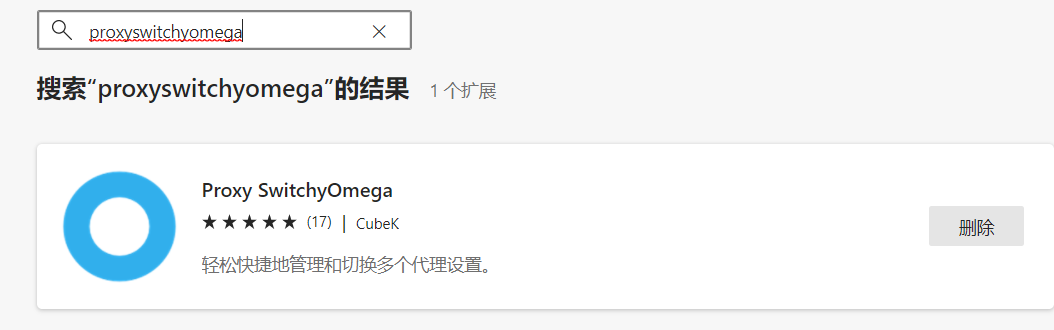 proxyswitchyomega
搜索“proxyswitchyomega”的结果 1 个扩展
Proxy SwitchyOmega
★★★★★ (17) | CubeK
删除
轻松快捷地管理和切换多个代理设置。